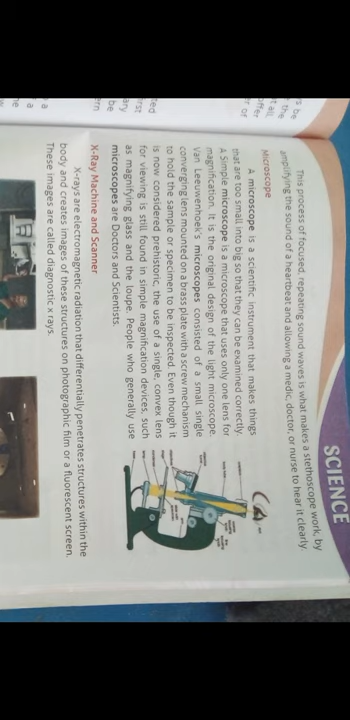 SCIENCE
This process of focused, repeating sound waves is what makes a stethoscope work, by
amplifying the sound of a heartbeat and allowing a medic, doctor, or nurse to hear it clearly.
Microscope
A microscope is a scientific instrument that makes things
that are too small into big so that they can be examined correctly.
A Simple microscope is a microscope that uses only one lens for
magnification. It is the original design of the light microscope.
Van Leeuwenhoek's microscopes consisted of a small, single
converging lens mounted on a brass plate with a screw mechanism
to hold the sample or specimen to be inspected. Even though it
is now considered prehistoric, the use of a single, convex lens
for viewing is still found in simple magnification devices, such
as magnifying glass and the loupe. People who generally use
microscopes are Doctors and Scientists.
X-Ray Machine and Scanner
X-rays are electromagnetic radiation that differentially penetrates structures within the
body and creates images of these structures on photographic film or a fluorescent screen.
These images are called diagnostic x rays.